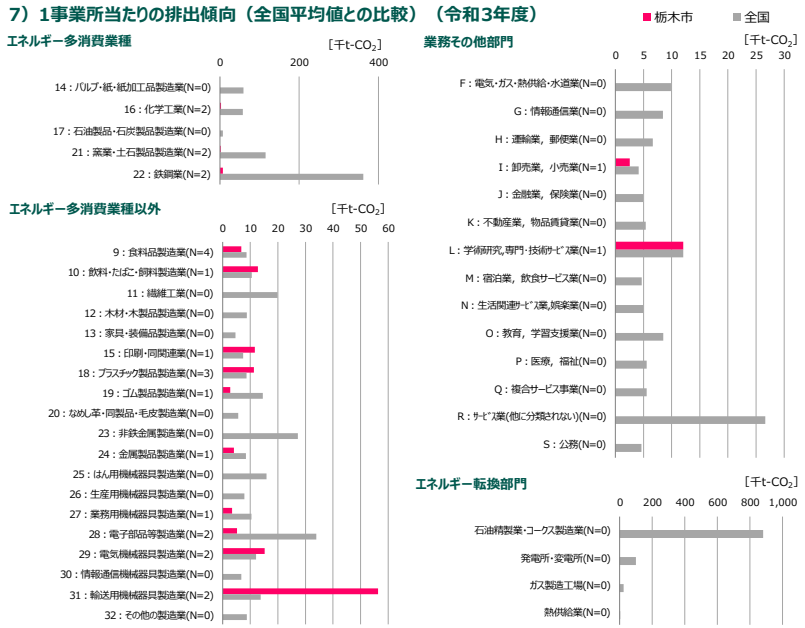 7）1事業所当たりの排出傾向（全国平均値との比較）（令和3年度）
■栃木市 ■全国
エネルギー多消費業種
［千t-CO₂］
0 200 400
14：パルプ・紙・紙加工品製造業(N=0)
16：化学工業(N=2)
17：石油製品・石炭製品製造業(N=0)
21：窯業・土石製品製造業(N=2)
22：鉄鋼業(N=2)
エネルギー多消費業種以外
［千t-CO₂］
0 10 20 30 40 50 60
9：食料品製造業(N=4)
10：飲料・たばこ・飼料製造業(N=1)
11：繊維工業(N=0)
12：木材・木製品製造業(N=0)
13：家具・装備品製造業(N=0)
15：印刷・同関連業(N=1)
18：プラスチック製品製造業(N=3)
19：ゴム製品製造業(N=1)
20：なめし革・同製品・毛皮製造業(N=0)
23：非鉄金属製造業(N=0)
24：金属製品製造業(N=1)
25：はん用機械器具製造業(N=0)
26：生産用機械器具製造業(N=0)
27：業務用機械器具製造業(N=1)
28：電子部品等製造業(N=2)
29：電気機械器具製造業(N=2)
30：情報通信機械器具製造業(N=0)
31：輸送用機械器具製造業(N=2)
32：その他の製造業(N=0)
業務その他部門
［千t-CO₂］
0 5 10 15 20 25 30
F：電気・ガス・熱供給・水道業(N=0)
G：情報通信業(N=0)
H：運輸業，郵便業(N=0)
I：卸売業，小売業(N=1)
J：金融業，保険業(N=0)
K：不動産業，物品賃貸業(N=0)
L：学術研究,専門・技術サービス業(N=1)
M：宿泊業，飲食サービス業(N=0)
N：生活関連サービス業,娯楽業(N=0)
O：教育，学習支援業(N=0)
P：医療，福祉(N=0)
Q：複合サービス事業(N=0)
R：サービス業(他に分類されない)(N=0)
S：公務(N=0)
エネルギー転換部門
［千t-CO₂］
0 200 400 600 800 1,000
石油精製業・コークス製造業(N=0)
発電所・変電所(N=0)
ガス製造工場(N=0)
熱供給業(N=0)